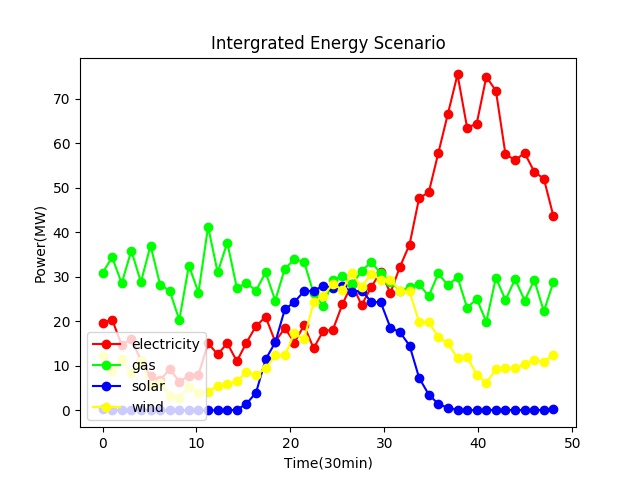 Intergrated Energy Scenario
Power(MW)
70
60
50
40
30
20
10
0
electricity
gas
solar
wind
0 10 20 30 40 50
Time(30min)